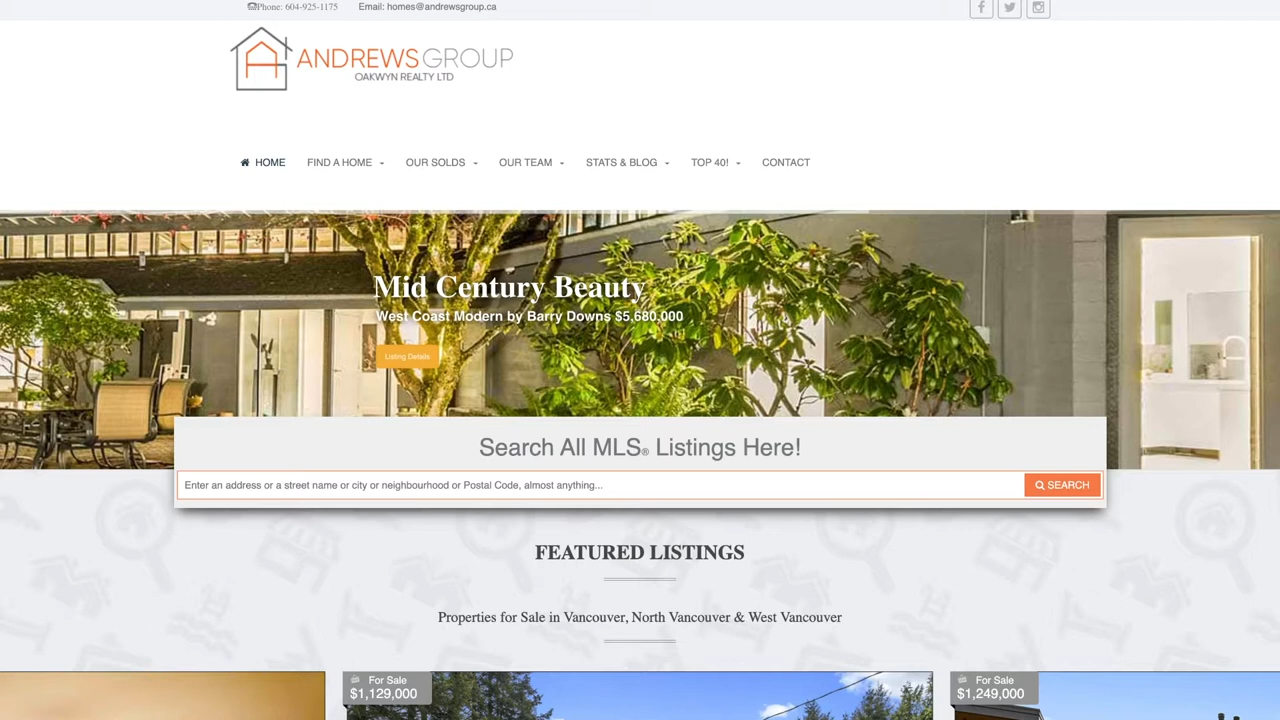 Phone: 604-925-1175 Email: homes@andrewsgroup.ca
ANDREWS GROUP
OAKWYN REALTY LTD
HOME FIND A HOME OUR SOLDS OUR TEAM STATS & BLOG TOP 40! CONTACT
Mid Century Beauty
West Coast Modern by Barry Downs $5,680,000
Listing Details
Search All MLS® Listings Here!
Enter an address or a street name or city or neighbourhood or Postal Code, almost anything... SEARCH
FEATURED LISTINGS
Properties for Sale in Vancouver, North Vancouver & West Vancouver
For Sale
$1,129,000
For Sale
$1,249,000